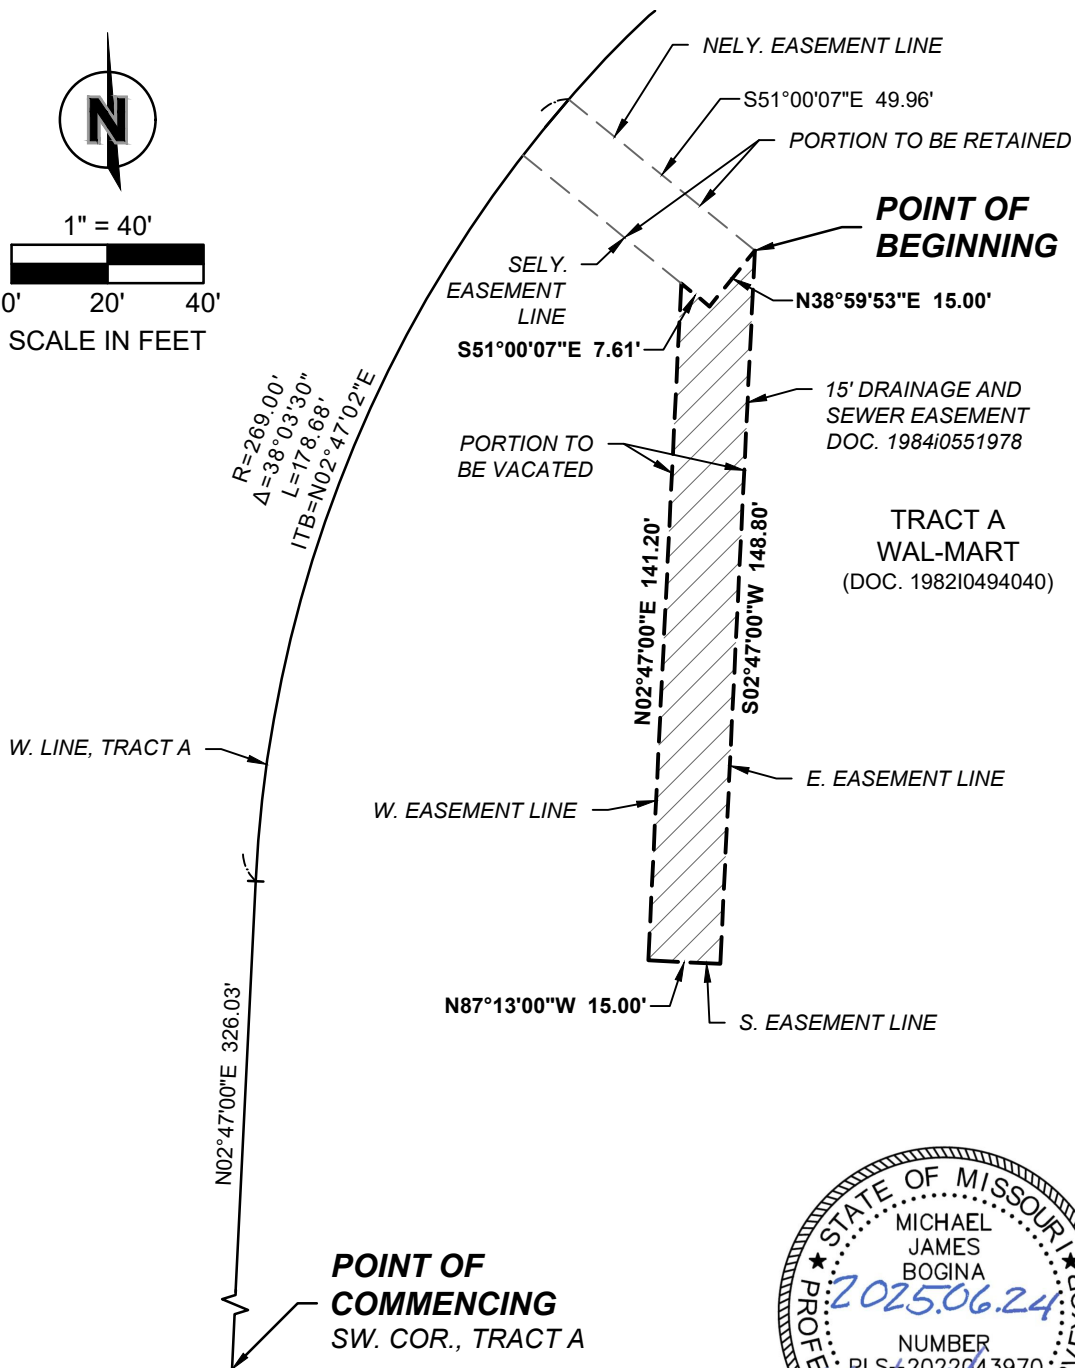 NELY. EASEMENT LINE
S51°00'07"E 49.96'
PORTION TO BE RETAINED
N
1" = 40'
0' 20' 40'
SCALE IN FEET
POINT OF
BEGINNING
SELY.
EASEMENT
LINE
N38°59'53"E 15.00'
S51°00'07"E 7.61'
R=269.00'
Δ=38°03'30"
L=178.68'
ITB=N02°47'02"E
15' DRAINAGE AND
SEWER EASEMENT
DOC. 1984i0551978
PORTION TO
BE VACATED
TRACT A
WAL-MART
(DOC. 1982I0494040)
N02°47'00"E 141.20'
S02°47'00"W 148.80'
W. LINE, TRACT A
E. EASEMENT LINE
W. EASEMENT LINE
N87°13'00"W 15.00'
S. EASEMENT LINE
N02°47'00"E 326.03'
POINT OF
COMMENCING
SW. COR., TRACT A
STATE OF MISSOURI
MICHAEL
JAMES
BOGINA
2025.06.24
NUMBER